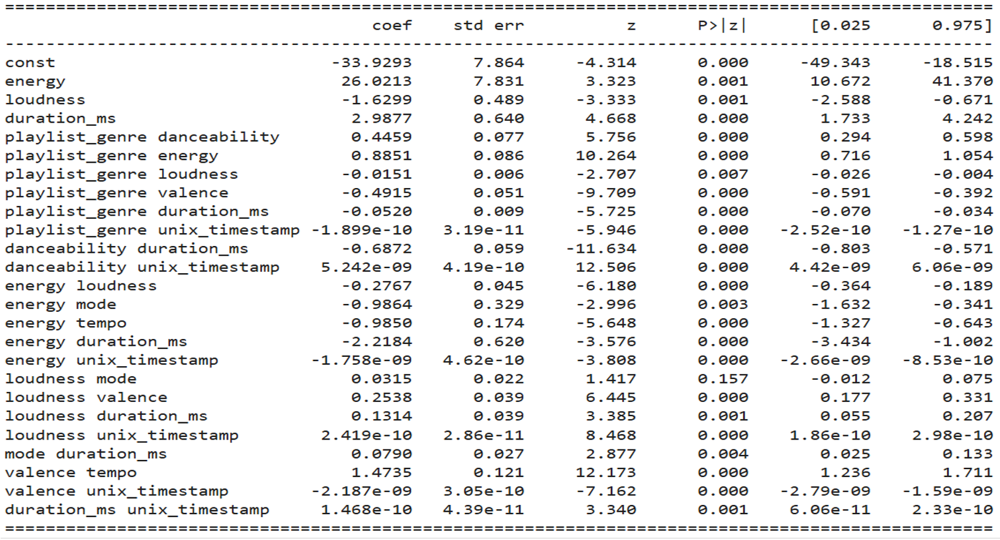 ==============================================================================================
coef std err z P>|z| [0.025 0.975]
----------------------------------------------------------------------------------------------
const -33.9293 7.864 -4.314 0.000 -49.343 -18.515
energy 26.0213 7.831 3.323 0.001 10.672 41.370
loudness -1.6299 0.489 -3.333 0.001 -2.588 -0.671
duration_ms 2.9877 0.640 4.668 0.000 1.733 4.242
playlist_genre danceability 0.4459 0.077 5.756 0.000 0.294 0.598
playlist_genre energy 0.8851 0.086 10.264 0.000 0.716 1.054
playlist_genre loudness -0.0151 0.006 -2.707 0.007 -0.026 -0.004
playlist_genre valence -0.4915 0.051 -9.709 0.000 -0.591 -0.392
playlist_genre duration_ms -0.0520 0.009 -5.725 0.000 -0.070 -0.034
playlist_genre unix_timestamp -1.899e-10 3.19e-11 -5.946 0.000 -2.52e-10 -1.27e-10
danceability duration_ms -0.6872 0.059 -11.634 0.000 -0.803 -0.571
danceability unix_timestamp 5.242e-09 4.19e-10 12.506 0.000 4.42e-09 6.06e-09
energy loudness -0.2767 0.045 -6.180 0.000 -0.364 -0.189
energy mode -0.9864 0.329 -2.996 0.003 -1.632 -0.341
energy tempo -0.9850 0.174 -5.648 0.000 -1.327 -0.643
energy duration_ms -2.2184 0.620 -3.576 0.000 -3.434 -1.002
energy unix_timestamp -1.758e-09 4.62e-10 -3.808 0.000 -2.66e-09 -8.53e-10
loudness mode 0.0315 0.022 1.417 0.157 -0.012 0.075
loudness valence 0.2538 0.039 6.445 0.000 0.177 0.331
loudness duration_ms 0.1314 0.039 3.385 0.001 0.055 0.207
loudness unix_timestamp 2.419e-10 2.86e-11 8.468 0.000 1.86e-10 2.98e-10
mode duration_ms 0.0790 0.027 2.877 0.004 0.025 0.133
valence tempo 1.4735 0.121 12.173 0.000 1.236 1.711
valence unix_timestamp -2.187e-09 3.05e-10 -7.162 0.000 -2.79e-09 -1.59e-09
duration_ms unix_timestamp 1.468e-10 4.39e-11 3.340 0.001 6.06e-11 2.33e-10
==============================================================================================